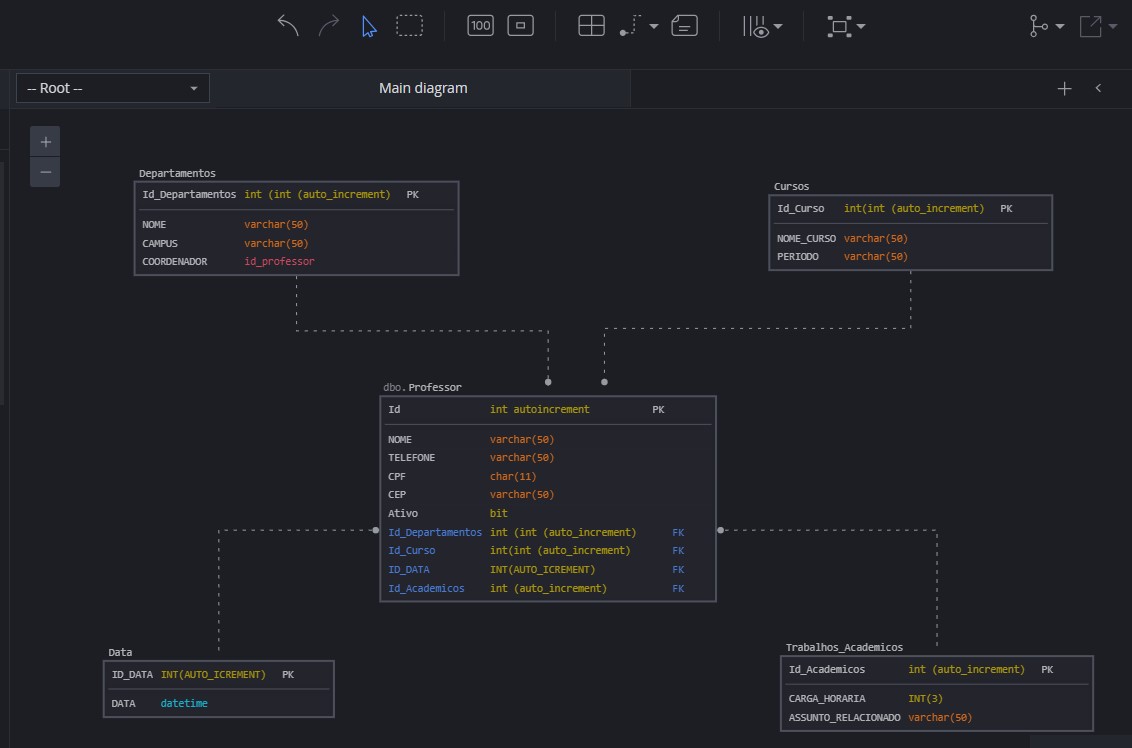 100
-- Root --
Main diagram
Departamentos
Id_Departamentos int (int (auto_increment) PK
NOME varchar(50)
CAMPUS varchar(50)
COORDENADOR id_professor
Cursos
Id_Curso int(int (auto_increment) PK
NOME_CURSO varchar(50)
PERIODO varchar(50)
dbo.Professor
Id int autoincrement PK
NOME varchar(50)
TELEFONE varchar(50)
CPF char(11)
CEP varchar(50)
Ativo bit
Id_Departamentos int (int (auto_increment) FK
Id_Curso int(int (auto_increment) FK
ID_DATA INT(AUTO_ICREMENT) FK
Id_Academicos int (auto_increment) FK
Data
ID_DATA INT(AUTO_ICREMENT) PK
DATA datetime
Trabalhos_Academicos
Id_Academicos int (auto_increment) PK
CARGA_HORARIA INT(3)
ASSUNTO_RELACIONADO varchar(50)